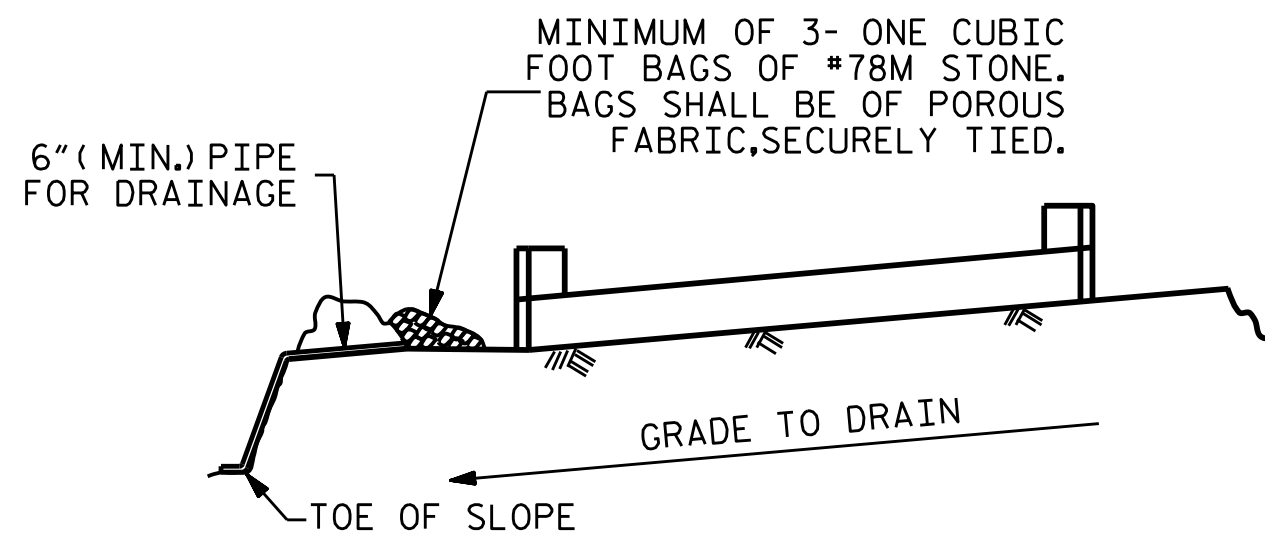 MINIMUM OF 3- ONE CUBIC
FOOT BAGS OF #78M STONE.
BAGS SHALL BE OF POROUS
FABRIC,SECURELY TIED.
6"(MIN.) PIPE
FOR DRAINAGE
GRADE TO DRAIN
TOE OF SLOPE